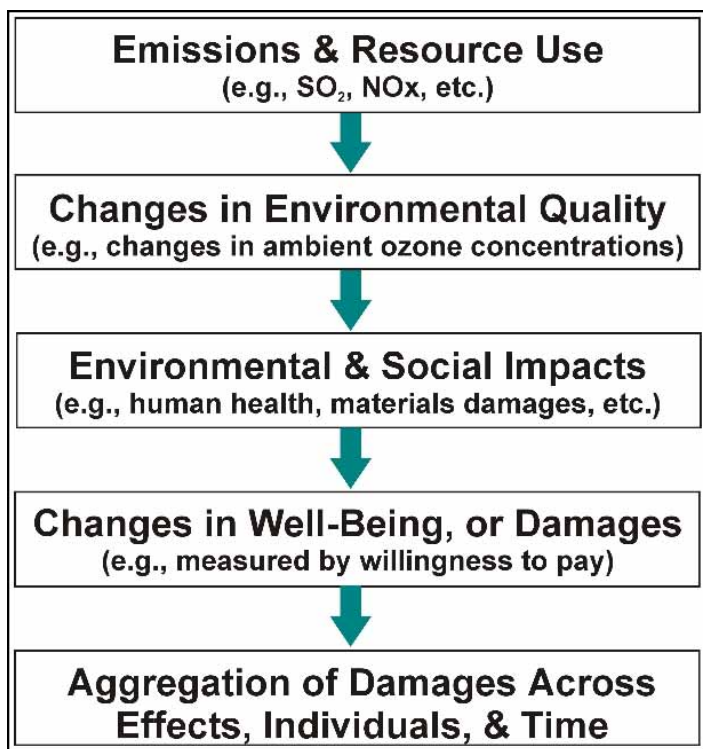 Emissions & Resource Use
(e.g., SO₂, NOx, etc.)
Changes in Environmental Quality
(e.g., changes in ambient ozone concentrations)
Environmental & Social Impacts
(e.g., human health, materials damages, etc.)
Changes in Well-Being, or Damages
(e.g., measured by willingness to pay)
Aggregation of Damages Across
Effects, Individuals, & Time